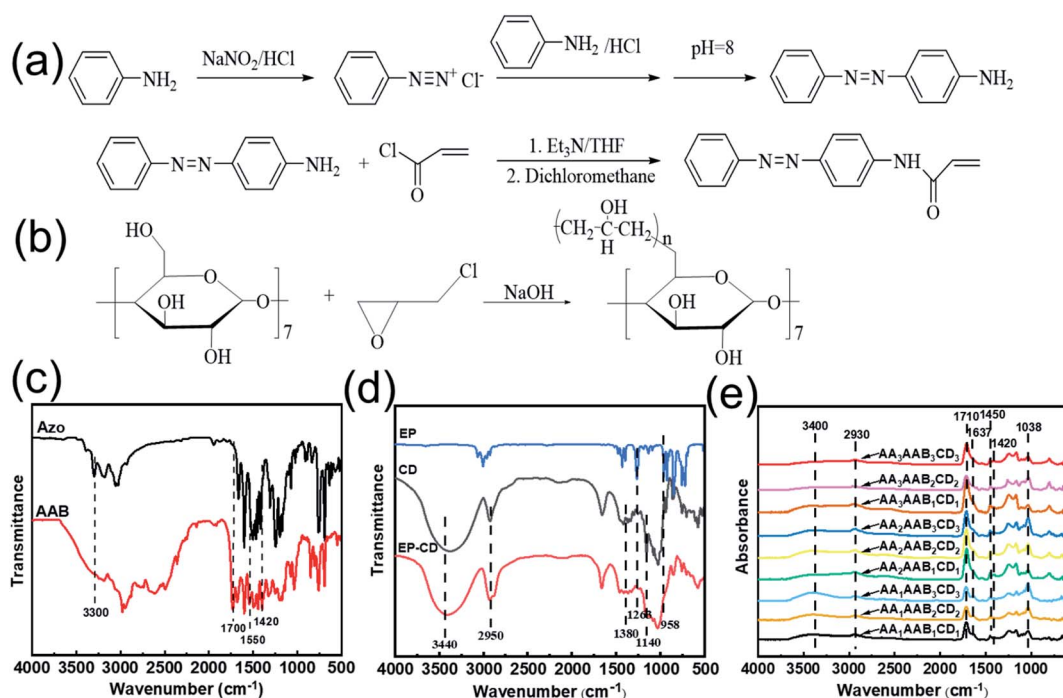 (a)
NH₂
NaNO₂/HCl
N≡N⁺ Cl⁻
NH₂ /HCl
pH=8
N=N
NH₂
N=N
NH₂
+
Cl
O
1. Et₃N/THF
2. Dichloromethane
N=N
NH
O
(b)
HO
O
O
OH
OH
7
+
Cl
O
NaOH
OH
(CH₂-C-CH₂)n
H
O
O
OH
OH
7
(c)
Azo
AAB
3300
1700
1550
1420
Transmittance
4000 3500 3000 2500 2000 1500 1000 500
Wavenumber (cm⁻¹)
(d)
EP
CD
EP-CD
3440
2950
1380
1263
1140
958
Transmittance
4000 3500 3000 2500 2000 1500 1000 500
Wavenumber (cm⁻¹)
(e)
3400
2930
1710
1637
1450
1420
1038
AA₃AAB₃CD₃
AA₃AAB₂CD₂
AA₃AAB₁CD₁
AA₂AAB₃CD₃
AA₂AAB₂CD₂
AA₂AAB₁CD₁
AA₁AAB₃CD₃
AA₁AAB₂CD₂
AA₁AAB₁CD₁
Absorbance
4000 3500 3000 2500 2000 1500 1000
Wavenumber (cm⁻¹)